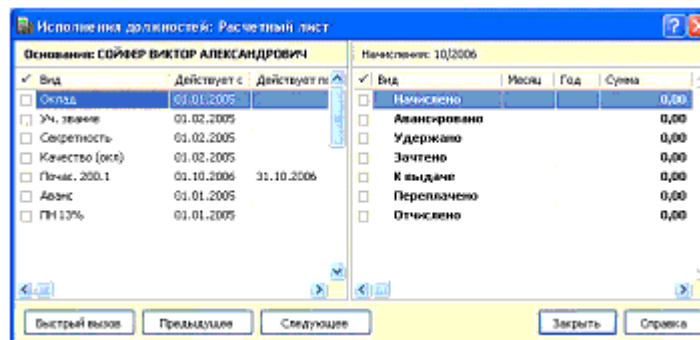 Исполнения должностей: Расчетный лист
Основания: СОЙФЕР ВИКТОР АЛЕКСАНДРОВИЧ
Вид Действует с Действует по
Оклад 01.01.2005
Уч. звание 01.02.2005
Секретность 01.02.2005
Качество (окл) 01.02.2005
Почас. 200.1 01.10.2006 31.10.2006
Аванс 01.01.2005
ПН 13% 01.01.2005
Начисления: 10/2006
Вид Месяц Год Сумма
Начислено 0,00
Авансировано 0,00
Удержано 0,00
Зачтено 0,00
К выдаче 0,00
Переплачено 0,00
Отчислено 0,00
Быстрый вызов Предыдущее Следующее Закрыть Справка